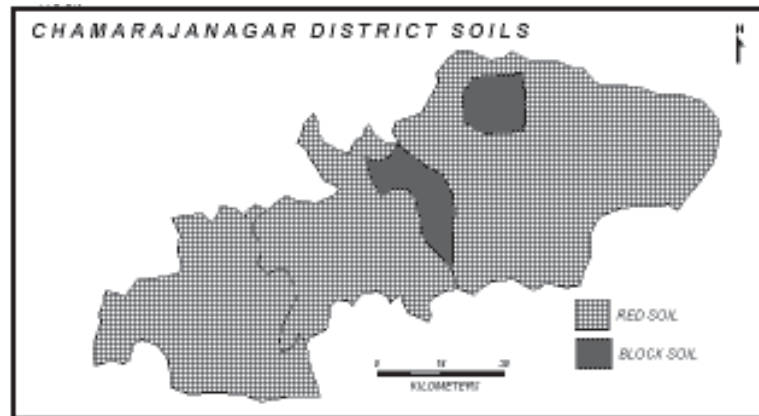 CHAMARAJANAGAR DISTRICT SOILS
N
RED SOIL
BLOCK SOIL
KILOMETERS